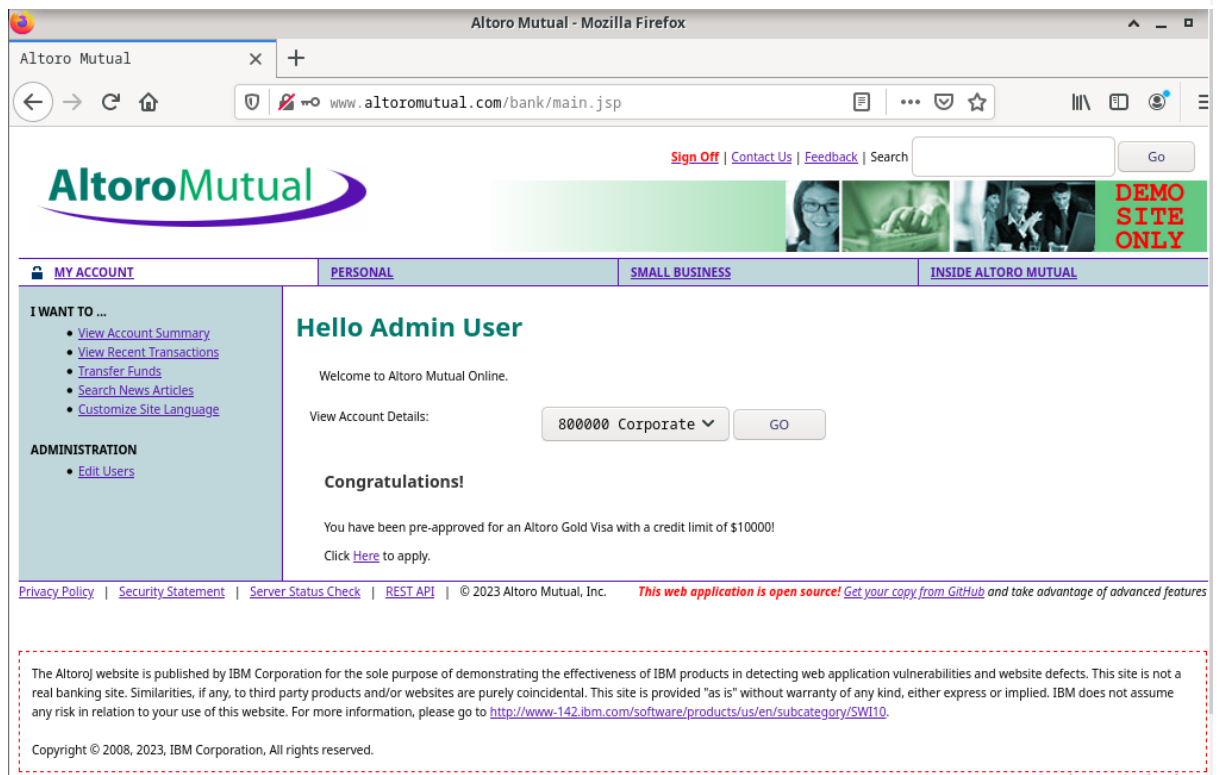 Altoro Mutual - Mozilla Firefox
Altoro Mutual
www.altoromutual.com/bank/main.jsp
Sign Off | Contact Us | Feedback | Search
Go
AltoroMutual
DEMO
SITE
ONLY
MY ACCOUNT
PERSONAL
SMALL BUSINESS
INSIDE ALTORO MUTUAL
I WANT TO ...
• View Account Summary
• View Recent Transactions
• Transfer Funds
• Search News Articles
• Customize Site Language
ADMINISTRATION
• Edit Users
Hello Admin User
Welcome to Altoro Mutual Online.
View Account Details:
800000 Corporate
GO
Congratulations!
You have been pre-approved for an Altoro Gold Visa with a credit limit of $10000!
Click Here to apply.
Privacy Policy | Security Statement | Server Status Check | REST API | © 2023 Altoro Mutual, Inc.
This web application is open source! Get your copy from GitHub and take advantage of advanced features
The AltoroJ website is published by IBM Corporation for the sole purpose of demonstrating the effectiveness of IBM products in detecting web application vulnerabilities and website defects. This site is not a
real banking site. Similarities, if any, to third party products and/or websites are purely coincidental. This site is provided "as is" without warranty of any kind, either express or implied. IBM does not assume
any risk in relation to your use of this website. For more information, please go to http://www-142.ibm.com/software/products/us/en/subcategory/SWI10.
Copyright © 2008, 2023, IBM Corporation, All rights reserved.